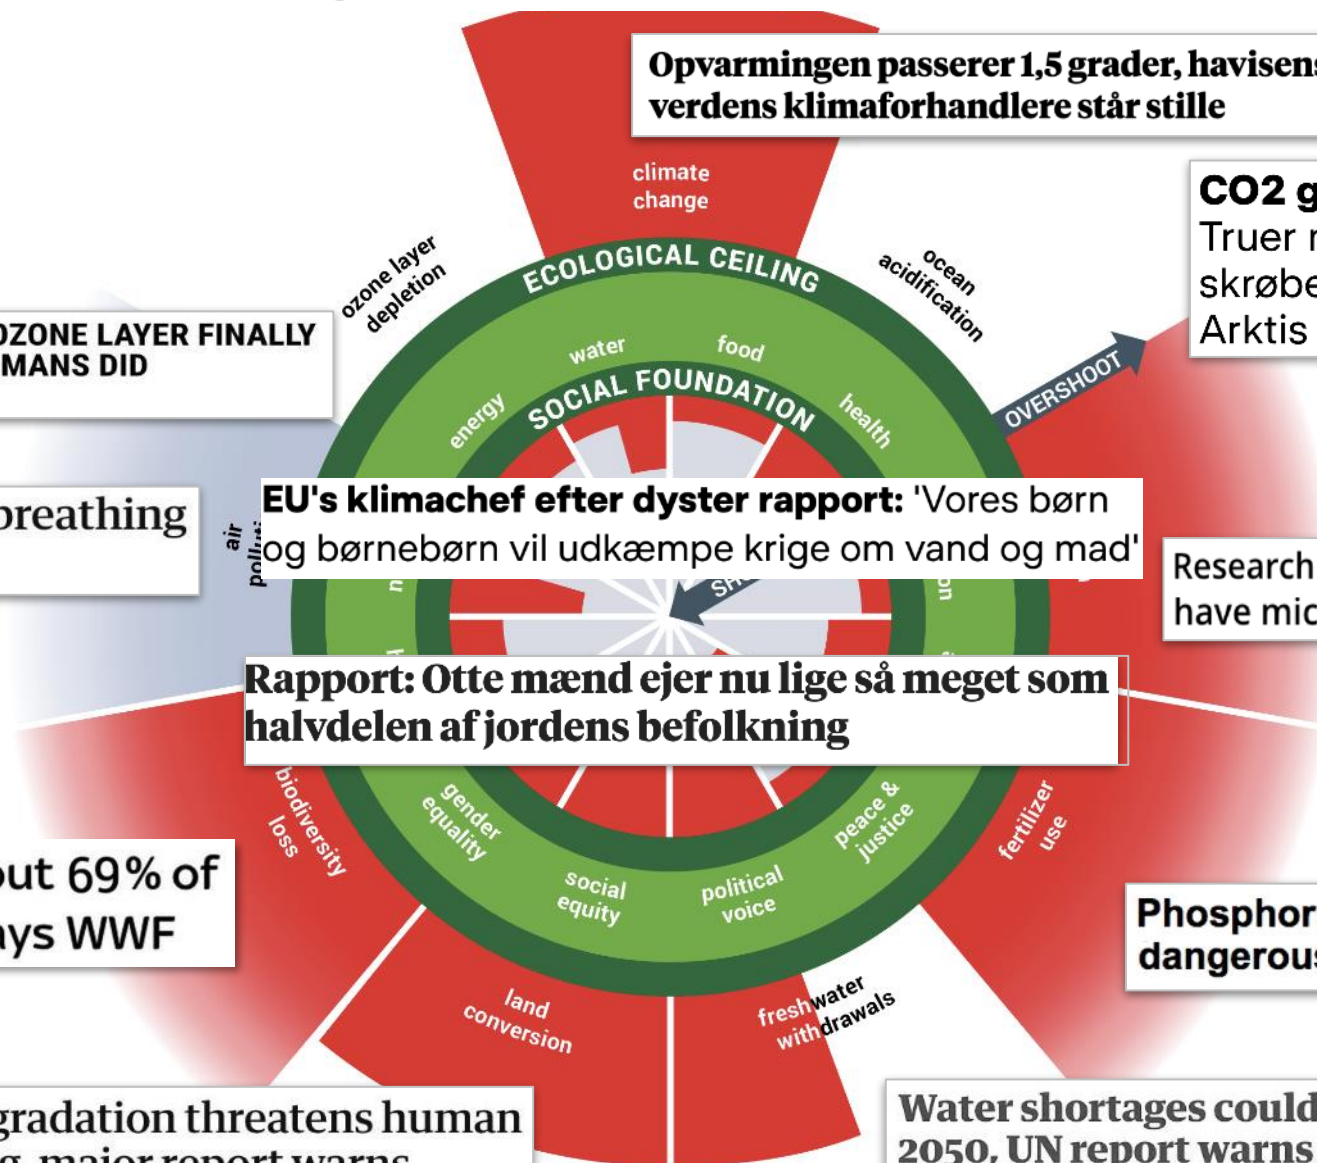 Opvarmingen passerer 1,5 grader, havisens
verdens klimaforhandlere står stille
climate
change
CO2 g
Truer
skrøbe
Arktis
ECOLOGICAL CEILING
ozone layer
depletion
ocean
acidification
OZONE LAYER FINALLY
MANS DID
water
food
OVERSHOOT
SOCIAL FOUNDATION
energy
health
breathing
air
EU's klimachef efter dyster rapport: 'Vores børn
og børnebørn vil udkæmpe krige om vand og mad'
Research
have mic
Rapport: Otte mænd ejer nu lige så meget som
halvdelen af jordens befolkning
biodiversity
loss
gender
equality
peace &
justice
fertilizer
use
out 69% of
ays WWF
social
equity
political
voice
Phosphor
dangerous
land
conversion
freshwater
withdrawals
gradation threatens human
g, major report warns
Water shortages could
2050, UN report warns